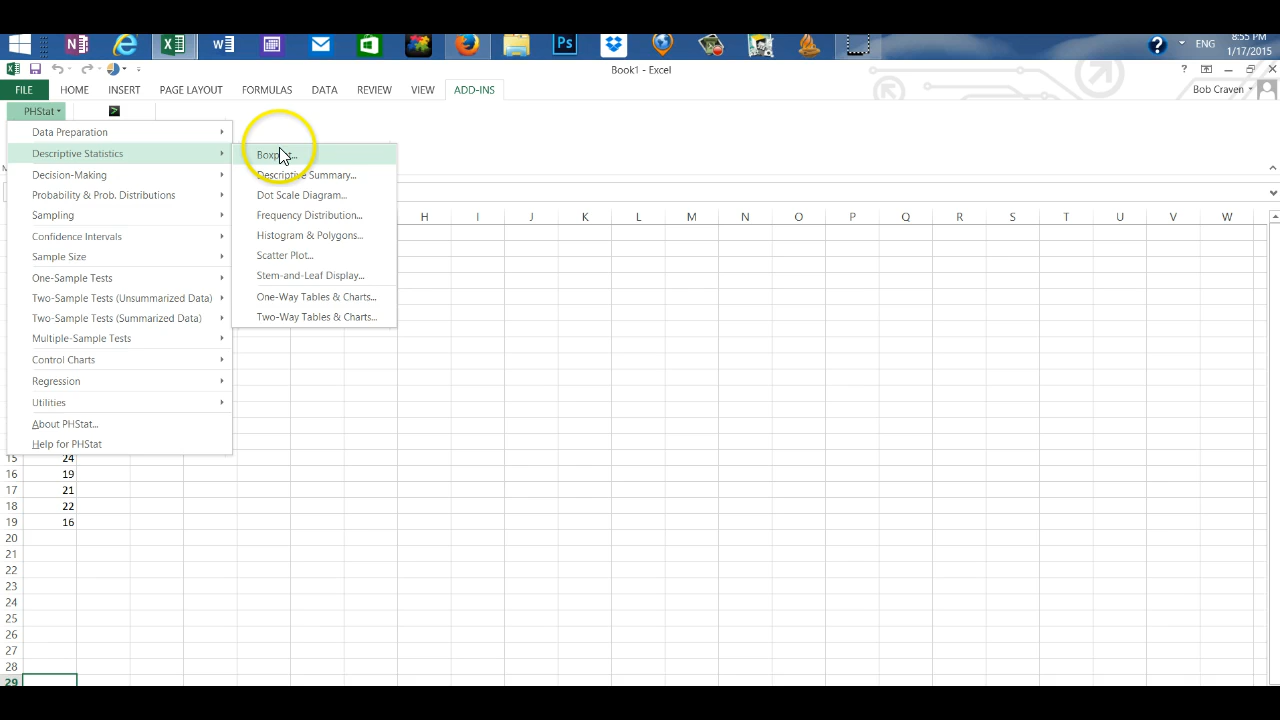 8:55 PM
ENG
1/17/2015
Book1 - Excel
FILE HOME INSERT PAGE LAYOUT FORMULAS DATA REVIEW VIEW ADD-INS
Bob Craven
PHStat
Data Preparation
Descriptive Statistics
Decision-Making
Probability & Prob. Distributions
Sampling
Confidence Intervals
Sample Size
One-Sample Tests
Two-Sample Tests (Unsummarized Data)
Two-Sample Tests (Summarized Data)
Multiple-Sample Tests
Control Charts
Regression
Utilities
About PHStat...
Help for PHStat
Descriptive Summary...
Dot Scale Diagram...
Frequency Distribution...
Histogram & Polygons...
Scatter Plot...
Stem-and-Leaf Display...
One-Way Tables & Charts...
Two-Way Tables & Charts...
H I J K L M N O P Q R S T U V W
15 24
16 19
17 21
18 22
19 16
20
21
22
23
24
25
26
27
28
29